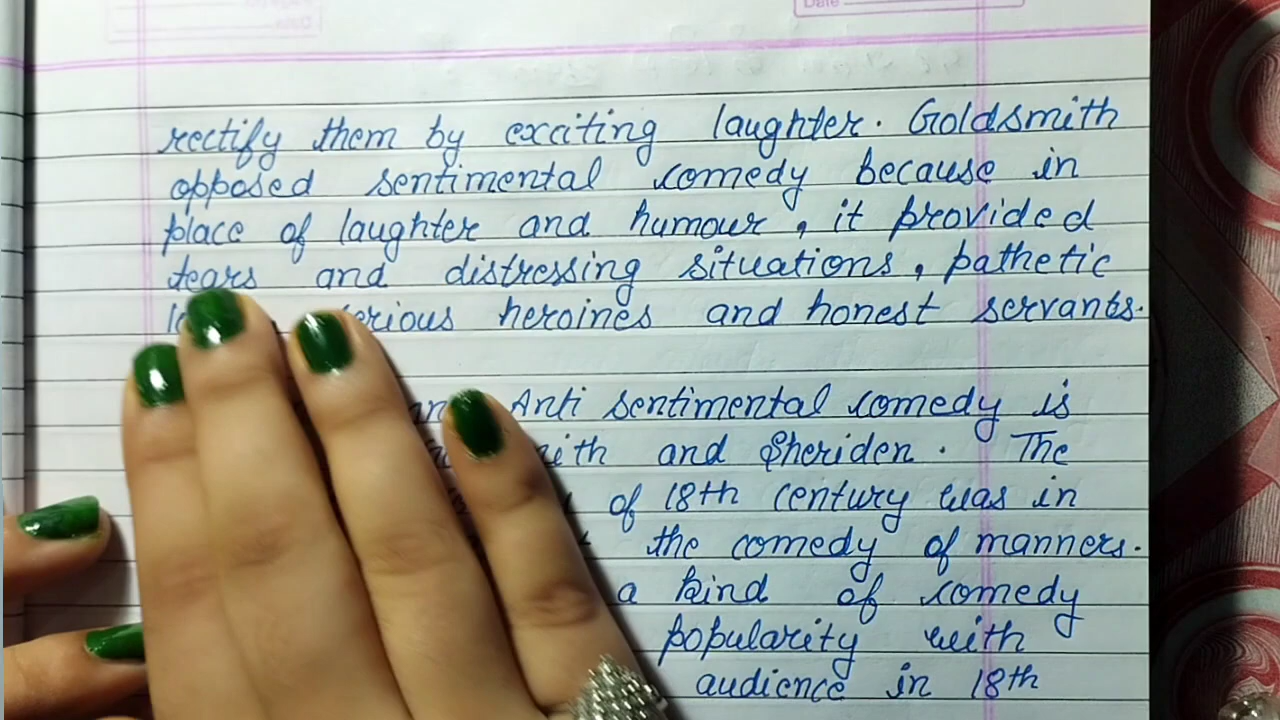 Date
rectify them by exciting laughter. Goldsmith
opposed sentimental comedy because in
place of laughter and humour, it provided
tears and distressing situations, pathetic
heroines and honest servants.
Anti sentimental comedy is
and Sheriden. The
of 18th century was in
the comedy of manners.
a kind of comedy
popularity with
audience in 18th